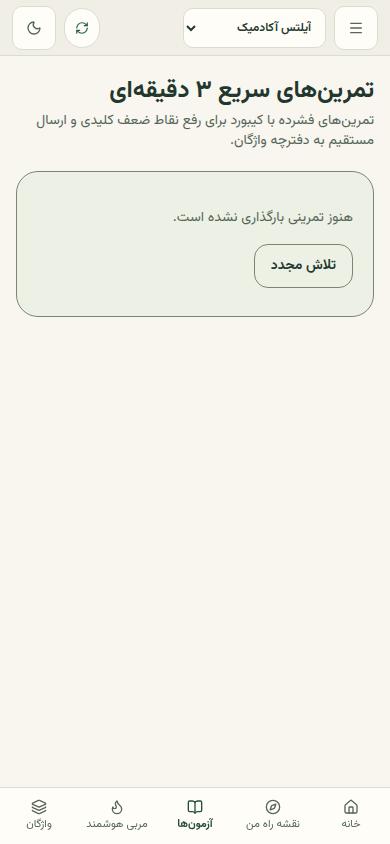 آیلتس آکادمیک
تمرین‌های سریع ۳ دقیقه‌ای
تمرین‌های فشرده با کیبورد برای رفع نقاط ضعف کلیدی و ارسال
مستقیم به دفترچه واژگان.
هنوز تمرینی بارگذاری نشده است.
تلاش مجدد
خانه
نقشه راه من
آزمون‌ها
مربی هوشمند
واژگان